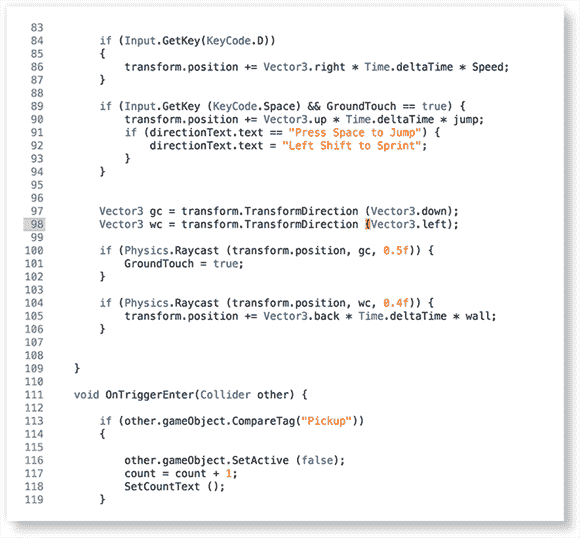 83
84 if (Input.GetKey(KeyCode.D))
85 {
86 transform.position += Vector3.right * Time.deltaTime * Speed;
87 }
88
89 if (Input.GetKey (KeyCode.Space) && GroundTouch == true) {
90 transform.position += Vector3.up * Time.deltaTime * jump;
91 if (directionText.text == "Press Space to Jump") {
92 directionText.text = "Left Shift to Sprint";
93 }
94 }
95
96
97 Vector3 gc = transform.TransformDirection (Vector3.down);
98 Vector3 wc = transform.TransformDirection (Vector3.left);
99
100 if (Physics.Raycast (transform.position, gc, 0.5f)) {
101 GroundTouch = true;
102 }
103
104 if (Physics.Raycast (transform.position, wc, 0.4f)) {
105 transform.position += Vector3.back * Time.deltaTime * wall;
106 }
107
108
109 }
110
111 void OnTriggerEnter(Collider other) {
112
113 if (other.gameObject.CompareTag("Pickup"))
114 {
115
116 other.gameObject.SetActive (false);
117 count = count + 1;
118 SetCountText ();
119 }